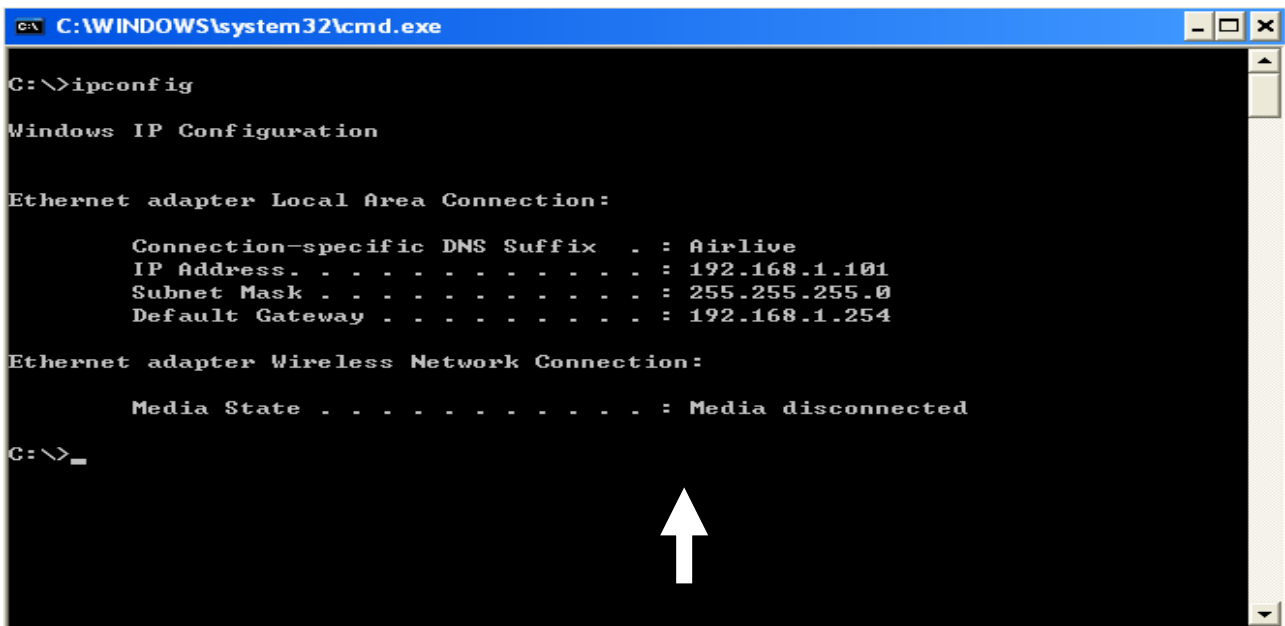 C:\WINDOWS\system32\cmd.exe
C:\>ipconfig
Windows IP Configuration
Ethernet adapter Local Area Connection:
Connection-specific DNS Suffix  . : Airlive
IP Address. . . . . . . . . . . . : 192.168.1.101
Subnet Mask . . . . . . . . . . . : 255.255.255.0
Default Gateway . . . . . . . . . : 192.168.1.254
Ethernet adapter Wireless Network Connection:
Media State . . . . . . . . . . . : Media disconnected
C:\>_